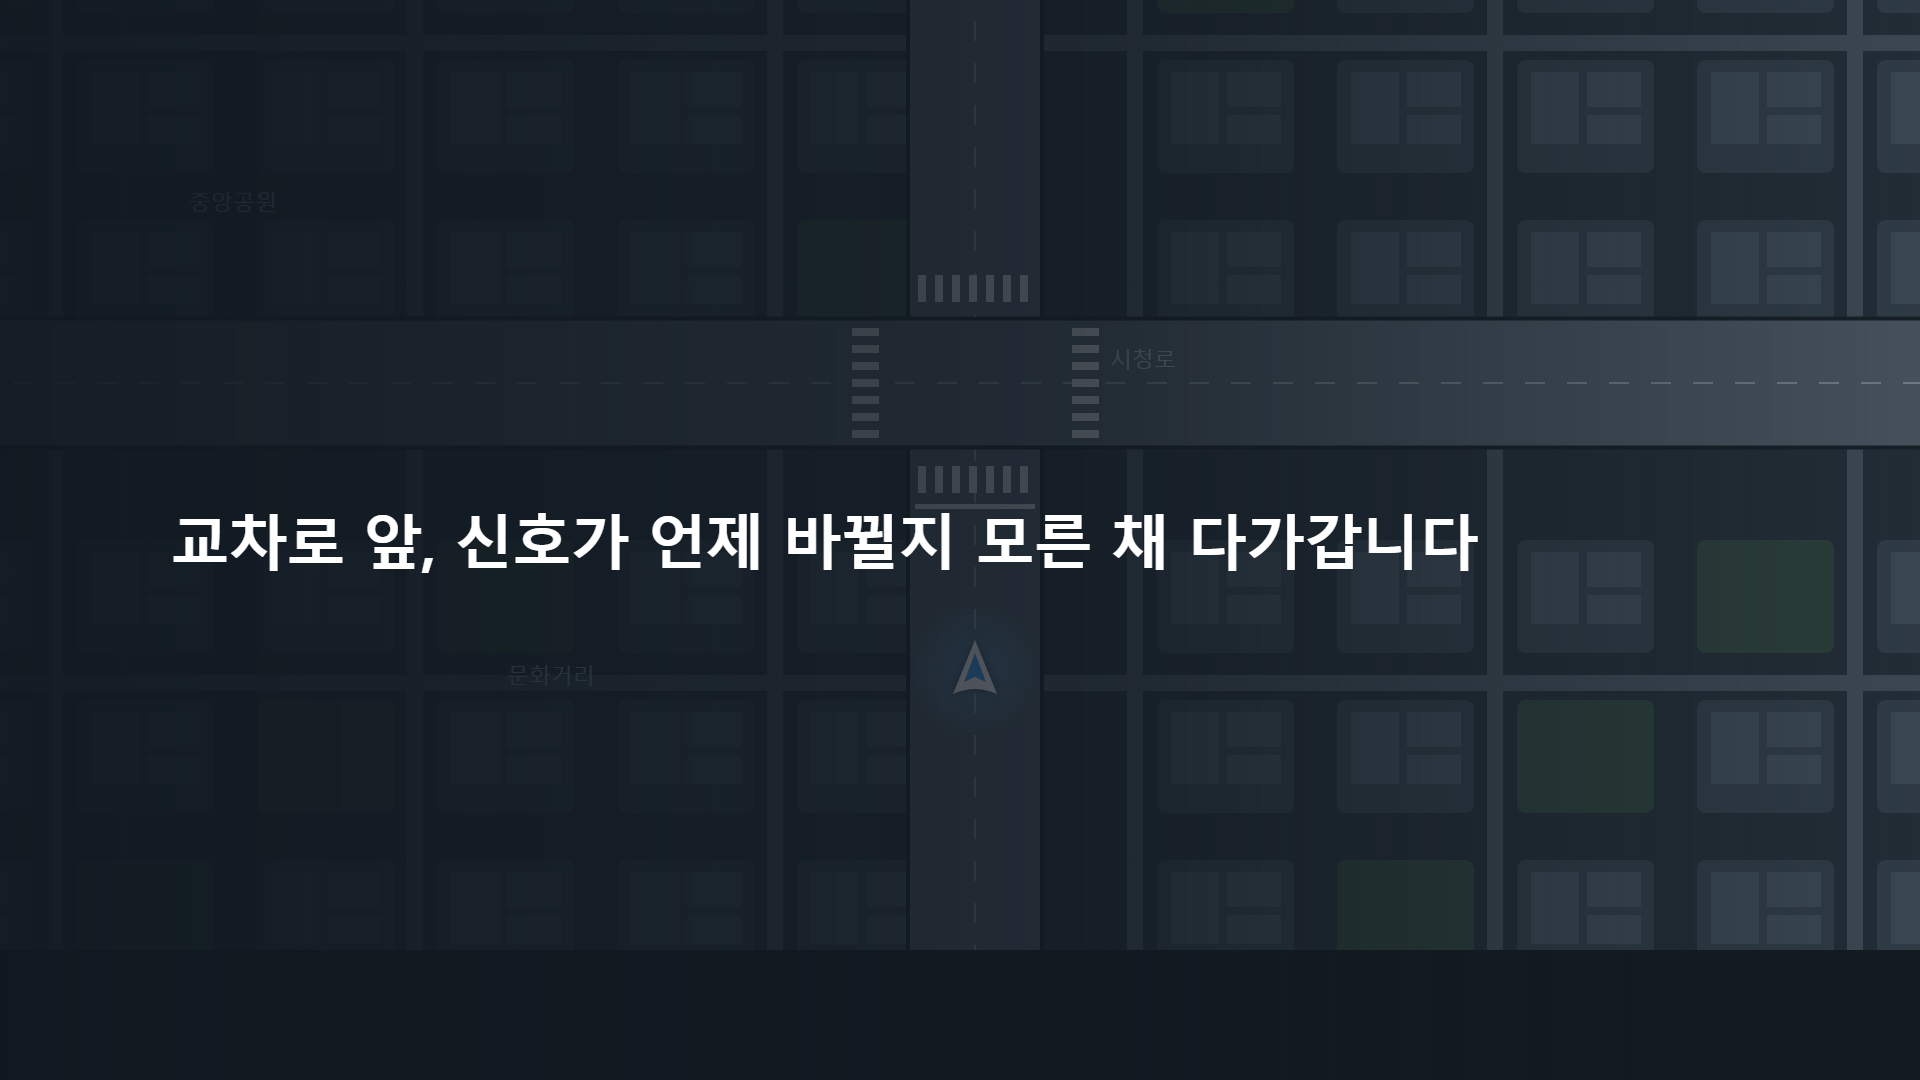 중앙공원
시청로
교차로 앞, 신호가 언제 바뀔지 모른 채 다가갑니다
문화거리